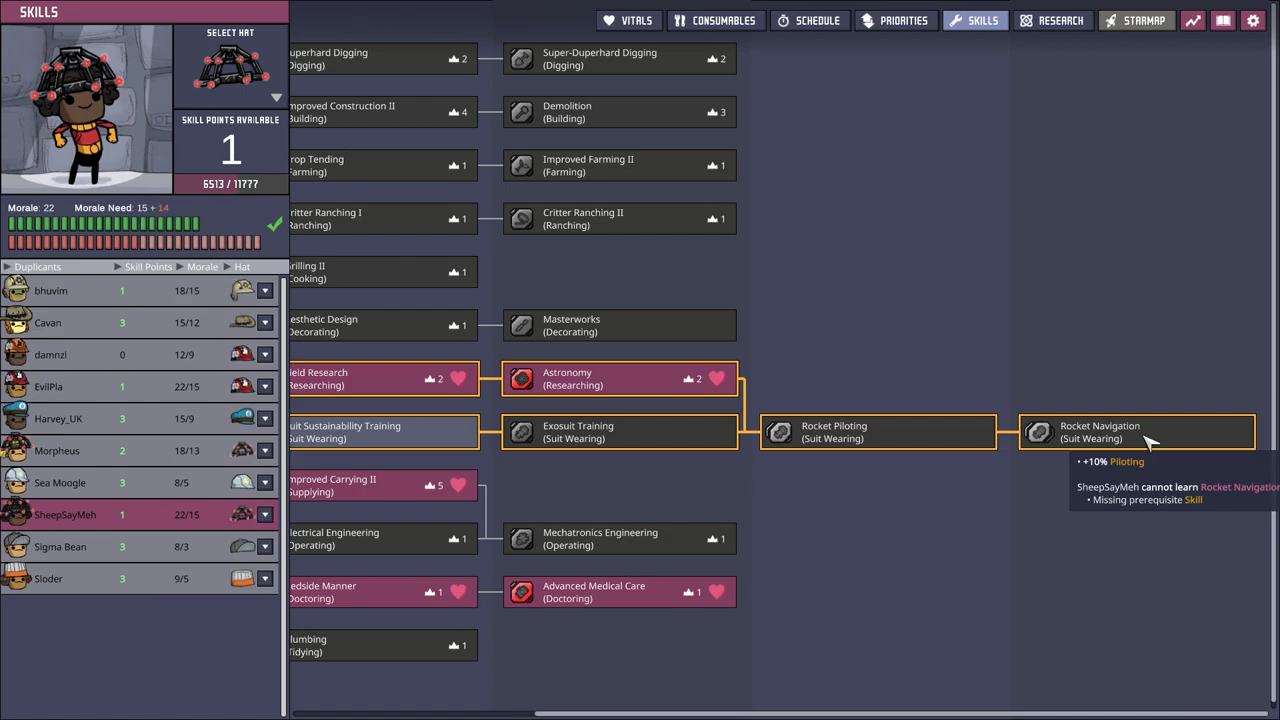 SKILLS
VITALS
CONSUMABLES
SCHEDULE
PRIORITIES
SKILLS
RESEARCH
STARMAP
SELECT HAT
SKILL POINTS AVAILABLE
1
6513 / 11777
Morale: 22
Morale Need: 15 + 14
Duplicants
Skill Points
Morale
Hat
bhuvim 1 18/15
Cavan 3 15/12
damnzl 0 12/9
EvilPla 1 22/15
Harvey_UK 3 15/9
Morpheus 2 18/13
Sea Moogle 3 8/5
SheepSayMeh 1 22/15
Sigma Bean 3 8/3
Sloder 3 9/5
uperhard Digging
(Digging)
2
Super-Duperhard Digging
(Digging)
2
mproved Construction II
Building)
4
Demolition
(Building)
3
rop Tending
Farming)
1
Improved Farming II
(Farming)
1
Critter Ranching I
Ranching)
1
Critter Ranching II
(Ranching)
1
rilling II
Cooking)
1
esthetic Design
Decorating)
1
Masterworks
(Decorating)
ield Research
Researching)
2
Astronomy
(Researching)
2
uit Sustainability Training
Suit Wearing)
Exosuit Training
(Suit Wearing)
Rocket Piloting
(Suit Wearing)
Rocket Navigation
(Suit Wearing)
• +10% Piloting
SheepSayMeh cannot learn Rocket Navigation
• Missing prerequisite Skill
mproved Carrying II
Supplying)
5
lectrical Engineering
Operating)
1
Mechatronics Engineering
(Operating)
1
edside Manner
Doctoring)
1
Advanced Medical Care
(Doctoring)
1
lumbing
Tidying)
1